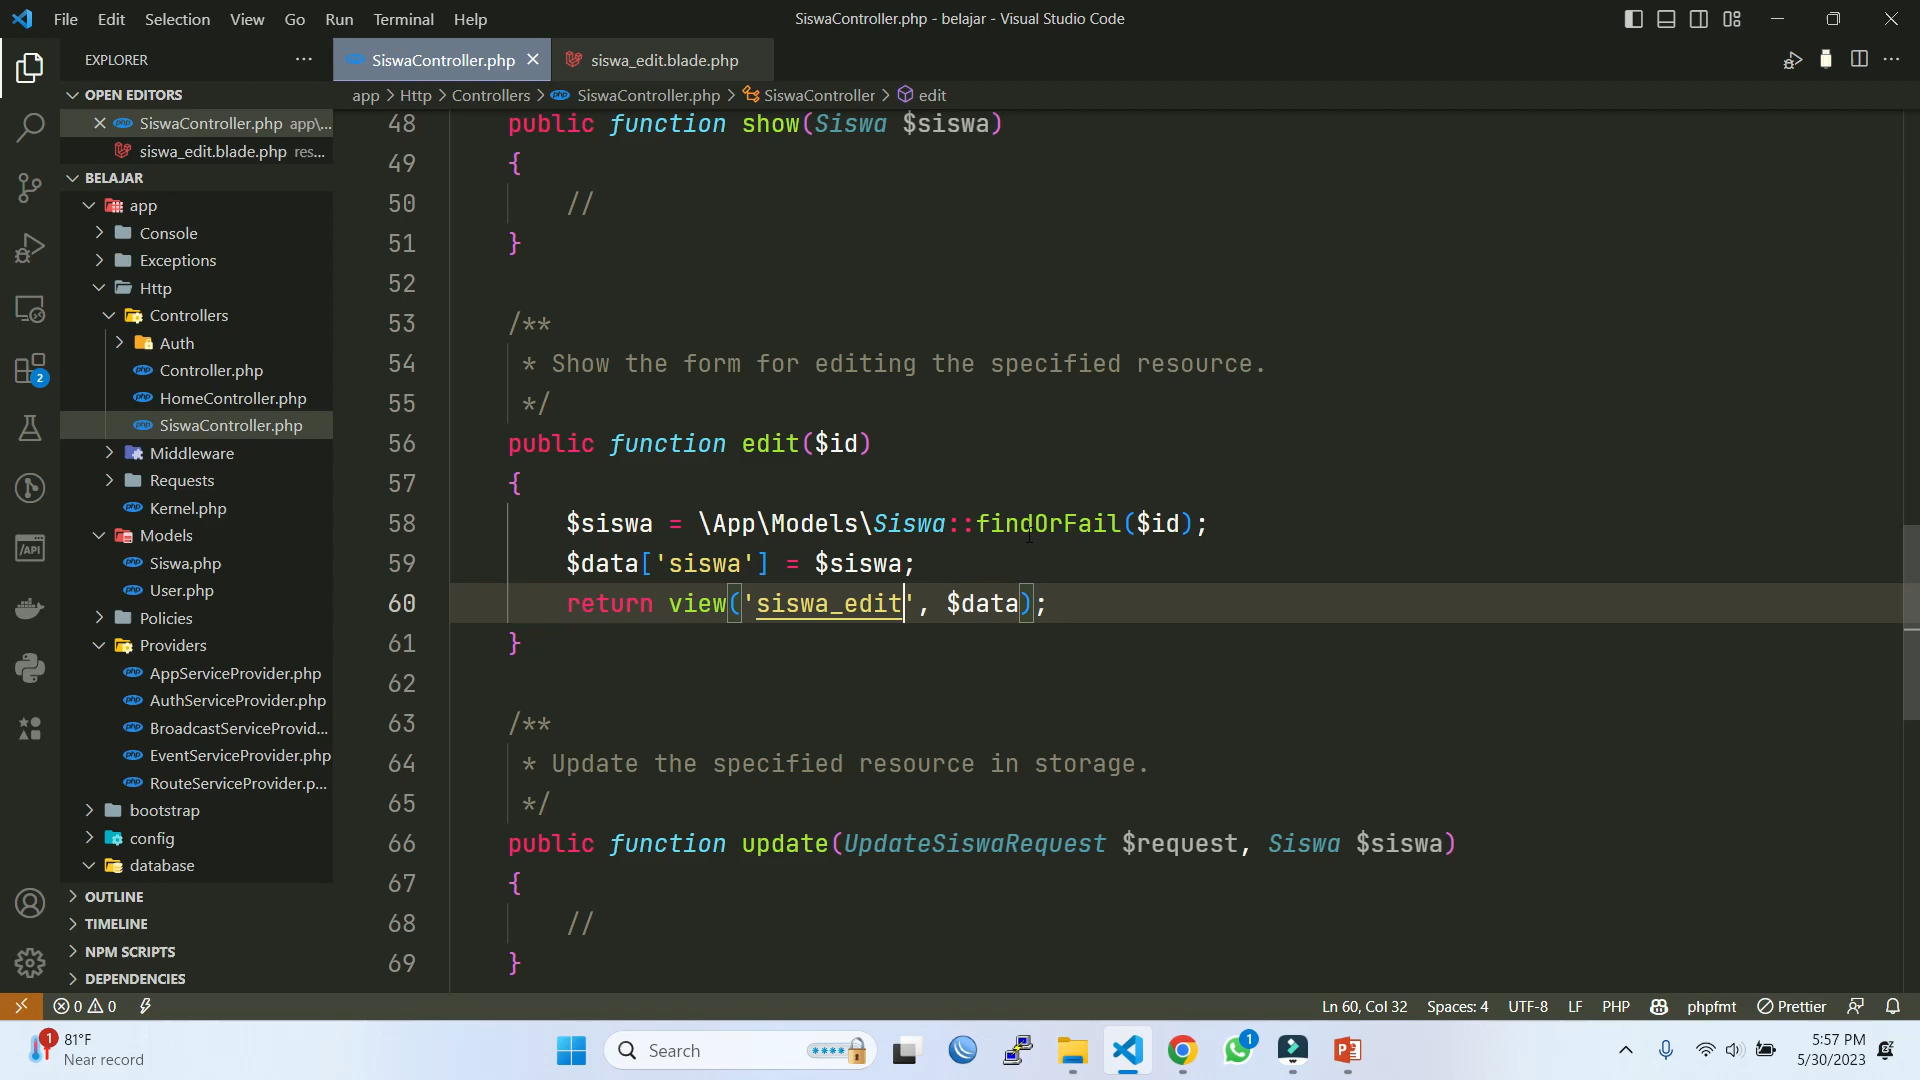 File Edit Selection View Go Run Terminal Help
SiswaController.php - belajar - Visual Studio Code
EXPLORER
SiswaController.php
siswa_edit.blade.php
OPEN EDITORS
SiswaController.php app\...
siswa_edit.blade.php res...
BELAJAR
app
Console
Exceptions
Http
Controllers
Auth
Controller.php
HomeController.php
SiswaController.php
Middleware
Requests
Kernel.php
Models
Siswa.php
User.php
Policies
Providers
AppServiceProvider.php
AuthServiceProvider.php
BroadcastServiceProvid...
EventServiceProvider.php
RouteServiceProvider.p...
bootstrap
config
database
OUTLINE
TIMELINE
NPM SCRIPTS
DEPENDENCIES
2
API
app > Http > Controllers > php SiswaController.php > SiswaController > edit
48 public function show(Siswa $siswa)
49 {
50 //
51 }
52
53 /**
54 * Show the form for editing the specified resource.
55 */
56 public function edit($id)
57 {
58 $siswa = \App\Models\Siswa::findOrFail($id);
59 $data['siswa'] = $siswa;
60 return view('siswa_edit', $data);
61 }
62
63 /**
64 * Update the specified resource in storage.
65 */
66 public function update(UpdateSiswaRequest $request, Siswa $siswa)
67 {
68 //
69 }
0 0
Ln 60, Col 32 Spaces: 4 UTF-8 LF PHP phpfmt Prettier
1
81°F
Near record
Search
1
5:57 PM
5/30/2023